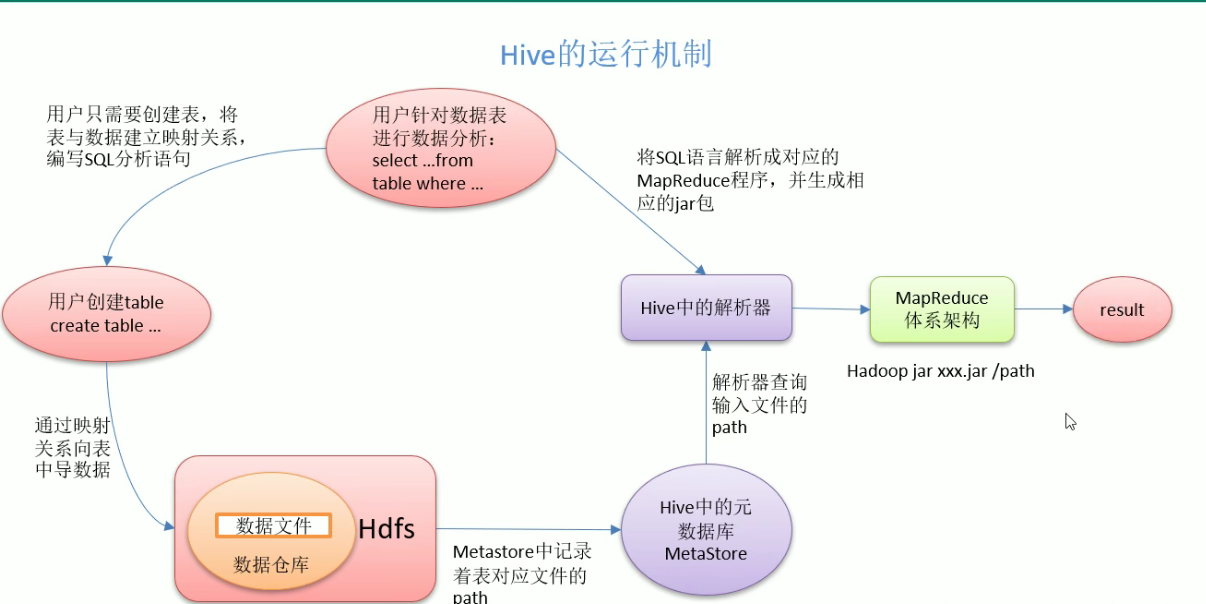 Hive的运行机制
用户只需要创建表，将
表与数据建立映射关系，
编写SQL分析语句
用户针对数据表
进行数据分析：
select ...from
table where ...
将SQL语言解析成对应的
MapReduce程序，并生成相
应的jar包
用户创建table
create table ...
Hive中的解析器
MapReduce
体系架构
result
Hadoop jar xxx.jar /path
解析器查询
输入文件的
path
通过映射
关系向表
中导数据
数据文件
数据仓库
Hdfs
Metastore中记录
着表对应文件的
path
Hive中的元
数据库
MetaStore